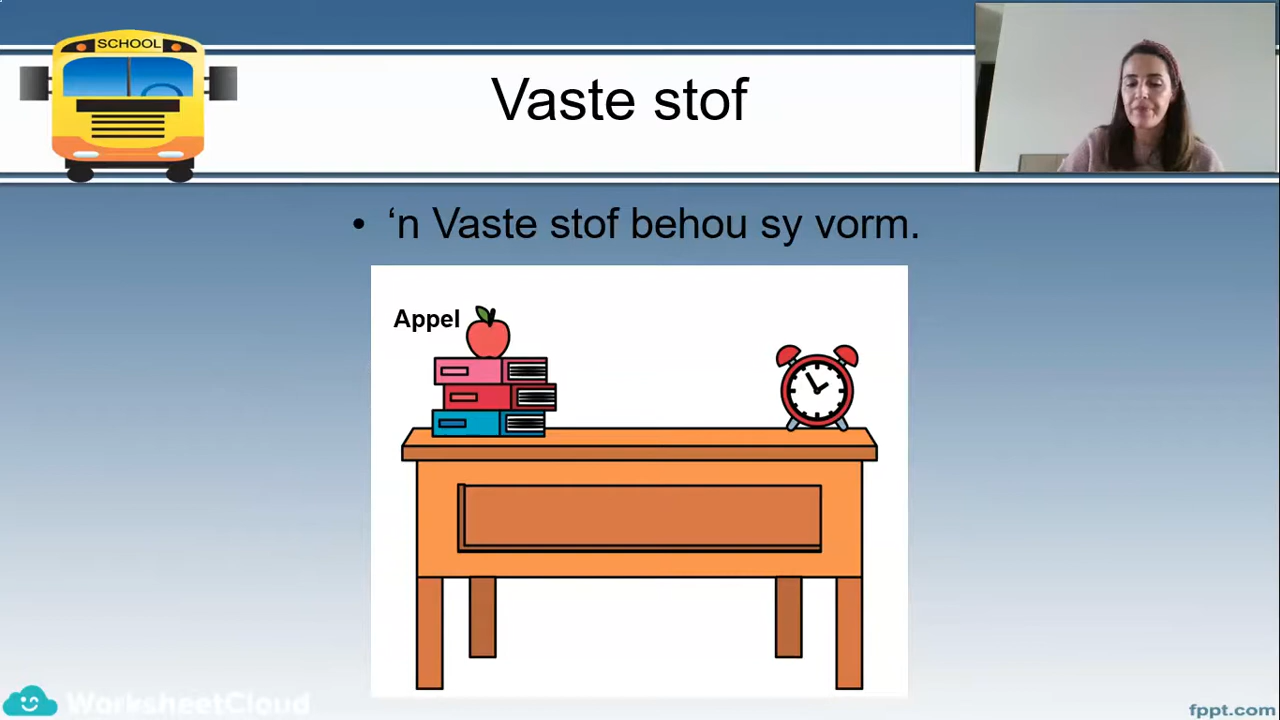 SCHOOL
Vaste stof
• ‘n Vaste stof behou sy vorm.
Appel
WorksheetCloud
fppt.com